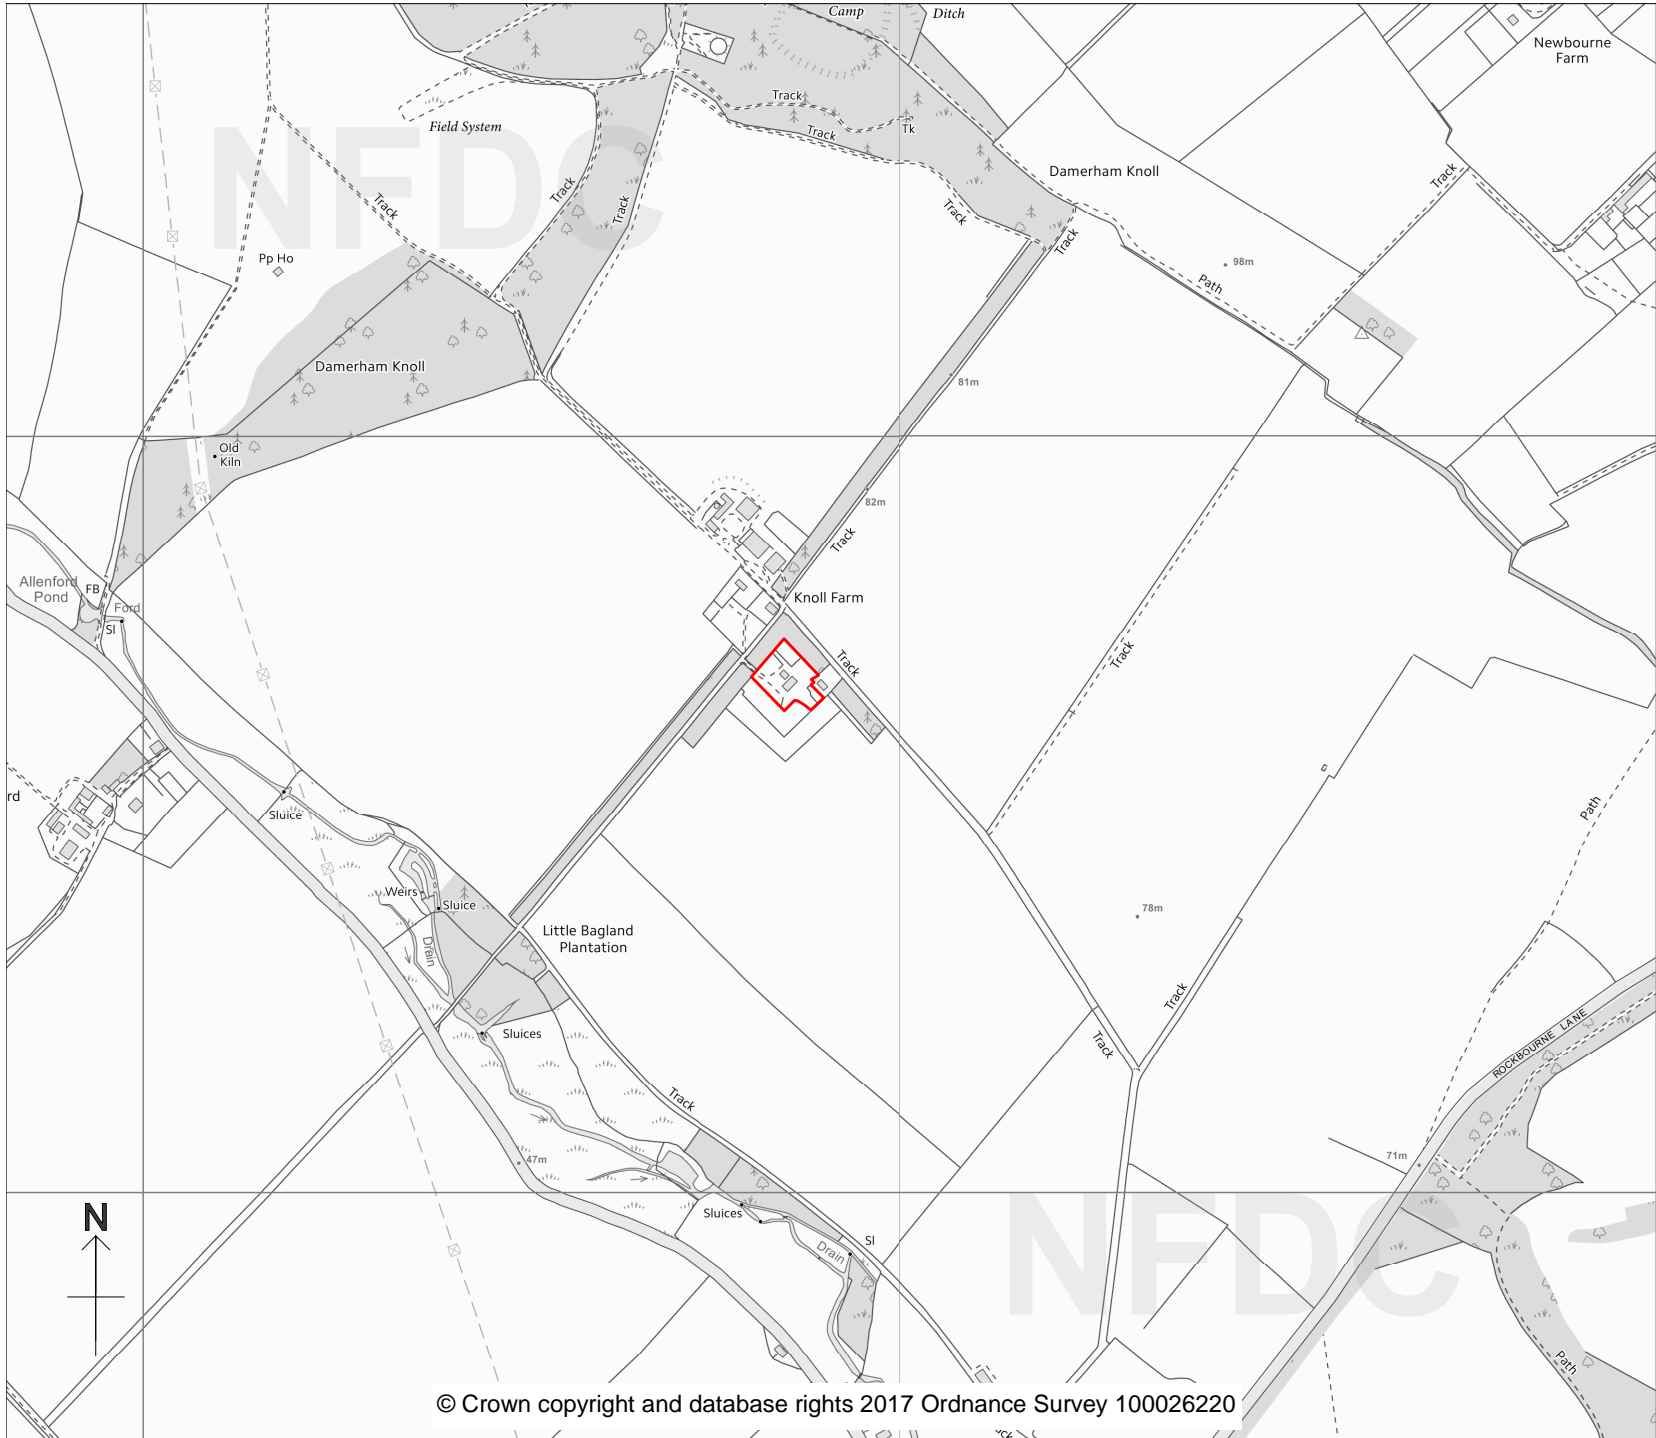 Camp
Ditch
Newbourne
Farm
Track
Field System
Track
Tk
NFDC
Damerham Knoll
Track
Track
Track
Track
Track
Track
Pp Ho
98m
Path
Damerham Knoll
81m
Old
Kiln
82m
Track
Allenford
Pond
FB
Ford
Sl
Knoll Farm
Track
Track
rd
Sluice
Path
Weirs
Sluice
78m
Little Bagland
Plantation
Drain
Track
Sluices
Track
ROCKBOURNE LANE
Track
47m
71m
N
Sluices
NFDC
Sl
Drain
Path
© Crown copyright and database rights 2017 Ordnance Survey 100026220